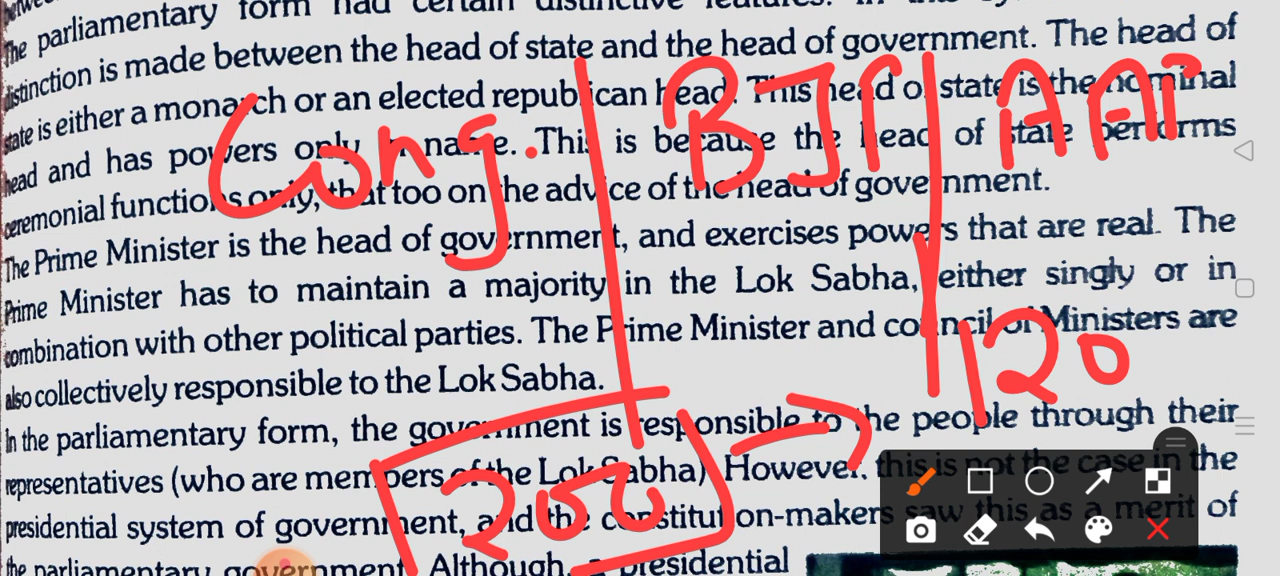 The parliamentary form had certain distinctive features.
distinction is made between the head of state and the head of government. The head of
state is either a monarch or an elected republican head. This head of state is the nominal
head and has powers only in name. This is because the head of state performs
ceremonial functions only, that too on the advice of the head of government.
The Prime Minister is the head of government, and exercises powers that are real. The
Prime Minister has to maintain a majority in the Lok Sabha, either singly or in
combination with other political parties. The Prime Minister and council of Ministers are
also collectively responsible to the Lok Sabha.
In the parliamentary form, the government is responsible to the people through their
representatives (who are members of the Lok Sabha). However, this is not the case in the
presidential system of government, and the constitution-makers saw this as a merit of
the parliamentary government. Although, a presidential
Cong. BJP
120
200